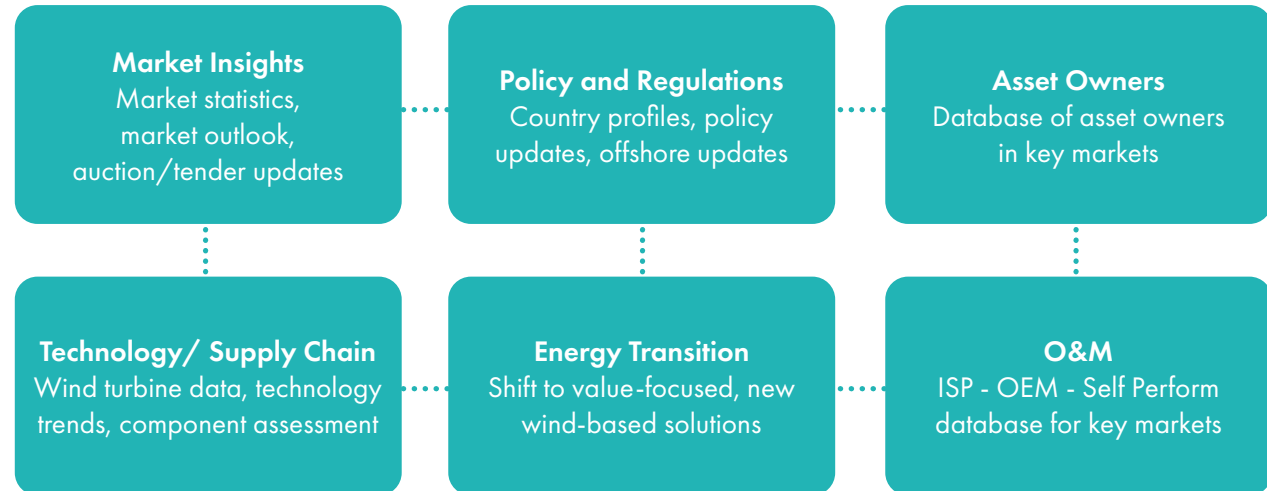 Market Insights
Market statistics,
market outlook,
auction/tender updates
Policy and Regulations
Country profiles, policy
updates, offshore updates
Asset Owners
Database of asset owners
in key markets
Technology/ Supply Chain
Wind turbine data, technology
trends, component assessment
Energy Transition
Shift to value-focused, new
wind-based solutions
O&M
ISP - OEM - Self Perform
database for key markets